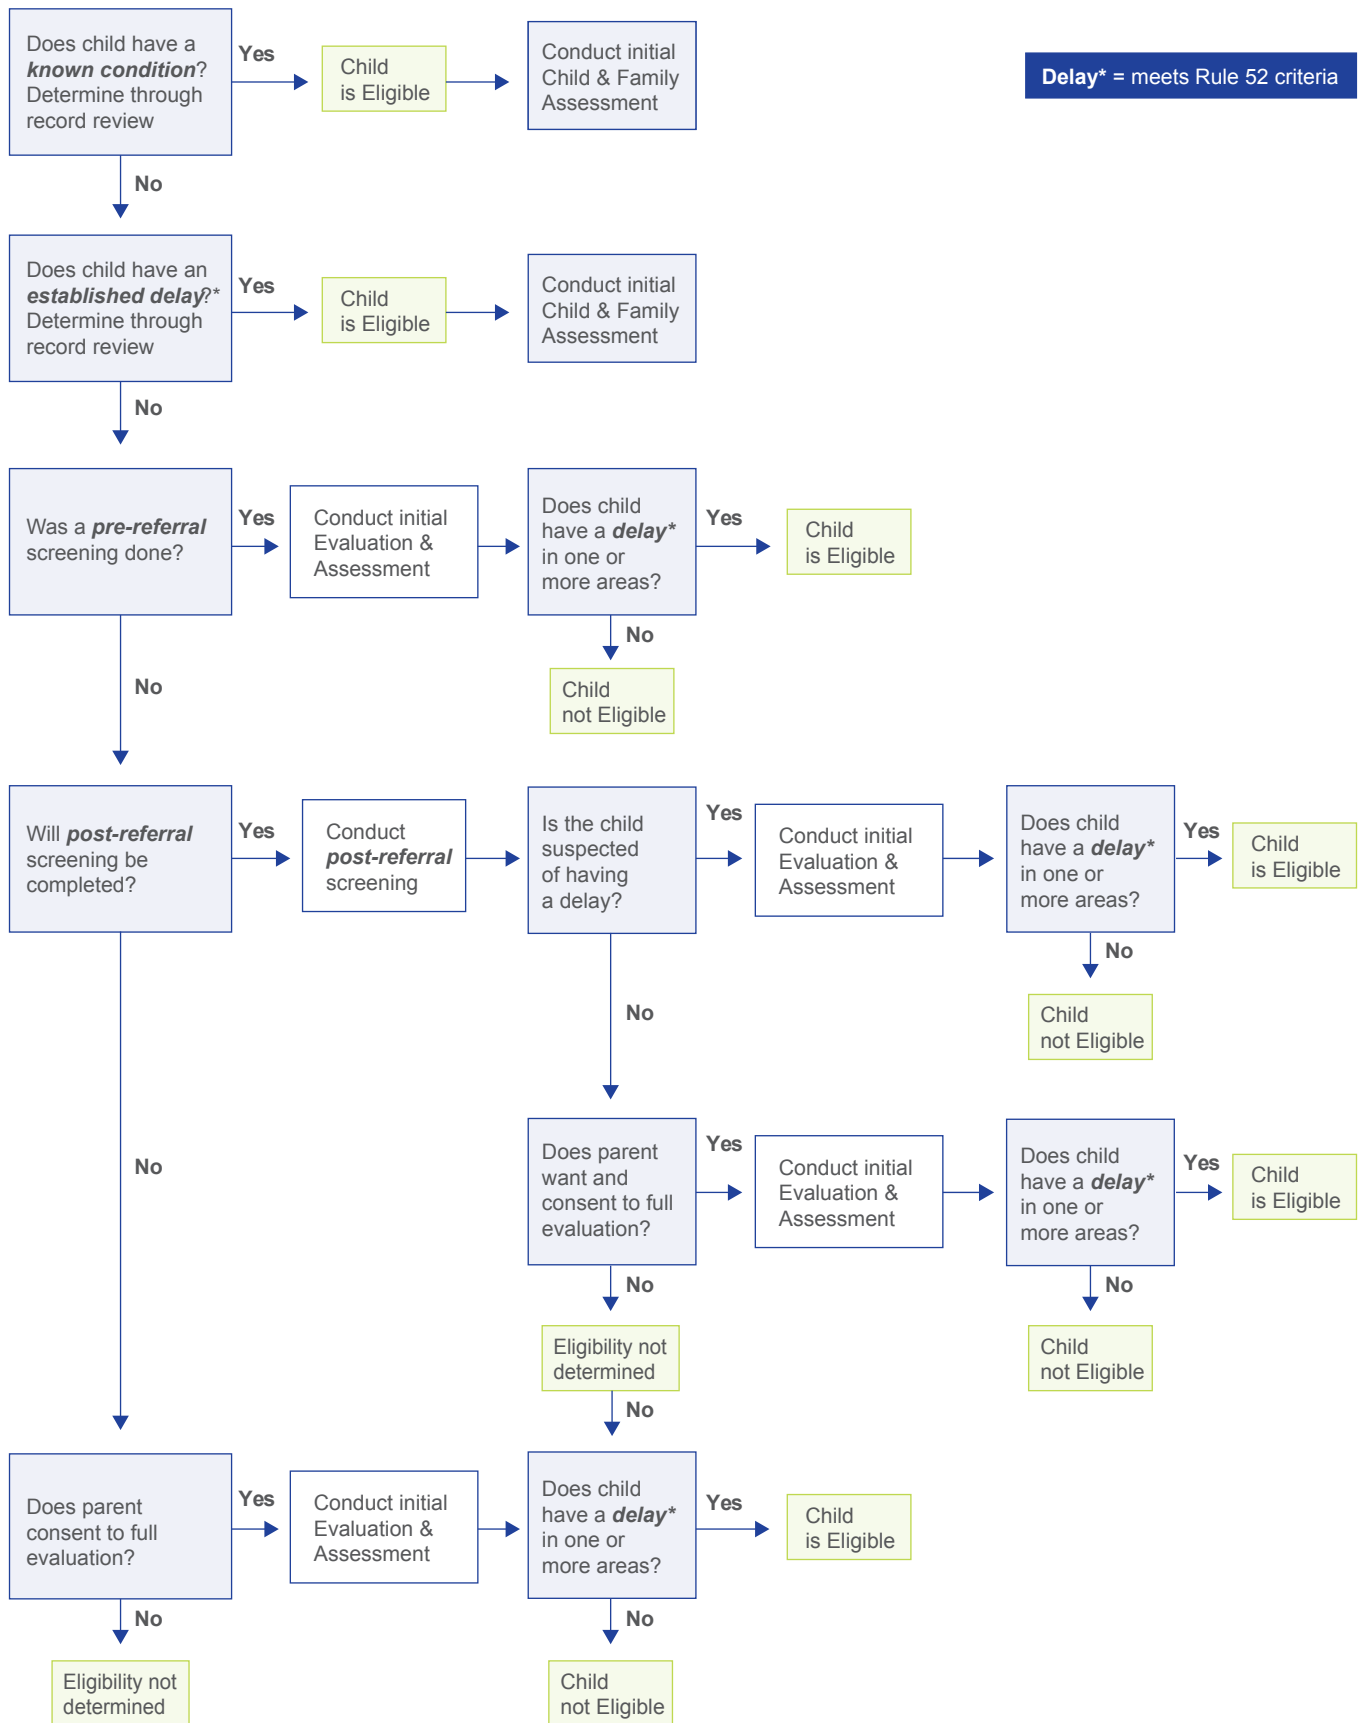 Does child have a
known condition?
Determine through
record review
Yes
Child
is Eligible
Conduct initial
Child & Family
Assessment
Delay* = meets Rule 52 criteria
No
Does child have an
established delay?*
Determine through
record review
Yes
Child
is Eligible
Conduct initial
Child & Family
Assessment
No
Was a pre-referral
screening done?
Yes
Conduct initial
Evaluation &
Assessment
Does child
have a delay*
in one or
more areas?
Yes
Child
is Eligible
No
Child
not Eligible
No
Will post-referral
screening be
completed?
Yes
Conduct
post-referral
screening
Is the child
suspected
of having
a delay?
Yes
Conduct initial
Evaluation &
Assessment
Does child
have a delay*
in one or
more areas?
Yes
Child
is Eligible
No
Child
not Eligible
No
Does parent
want and
consent to full
evaluation?
Yes
Conduct initial
Evaluation &
Assessment
Does child
have a delay*
in one or
more areas?
Yes
Child
is Eligible
No
Child
not Eligible
No
Eligibility not
determined
No
No
Does parent
consent to full
evaluation?
Yes
Conduct initial
Evaluation &
Assessment
Does child
have a delay*
in one or
more areas?
Yes
Child
is Eligible
No
Eligibility not
determined
No
Child
not Eligible